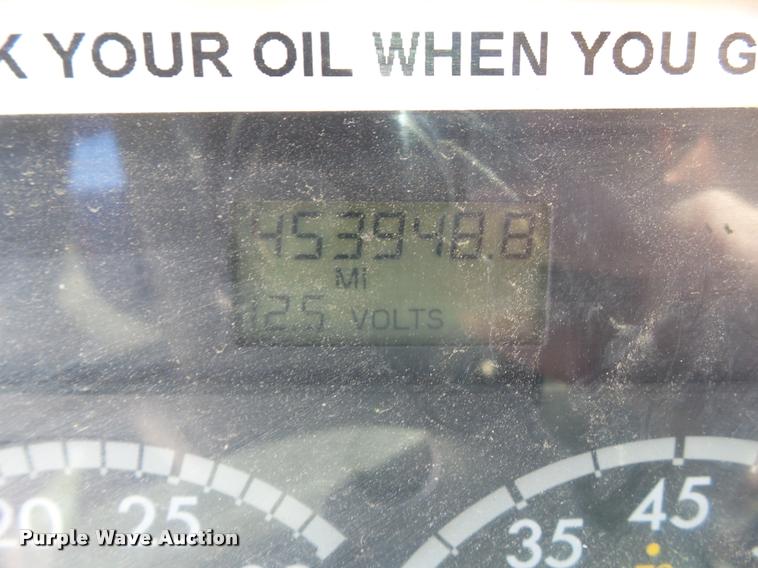 K YOUR OIL WHEN YOU G
453948.8
MI
12.5 VOLTS
20 25
35 45
Purple Wave Auction